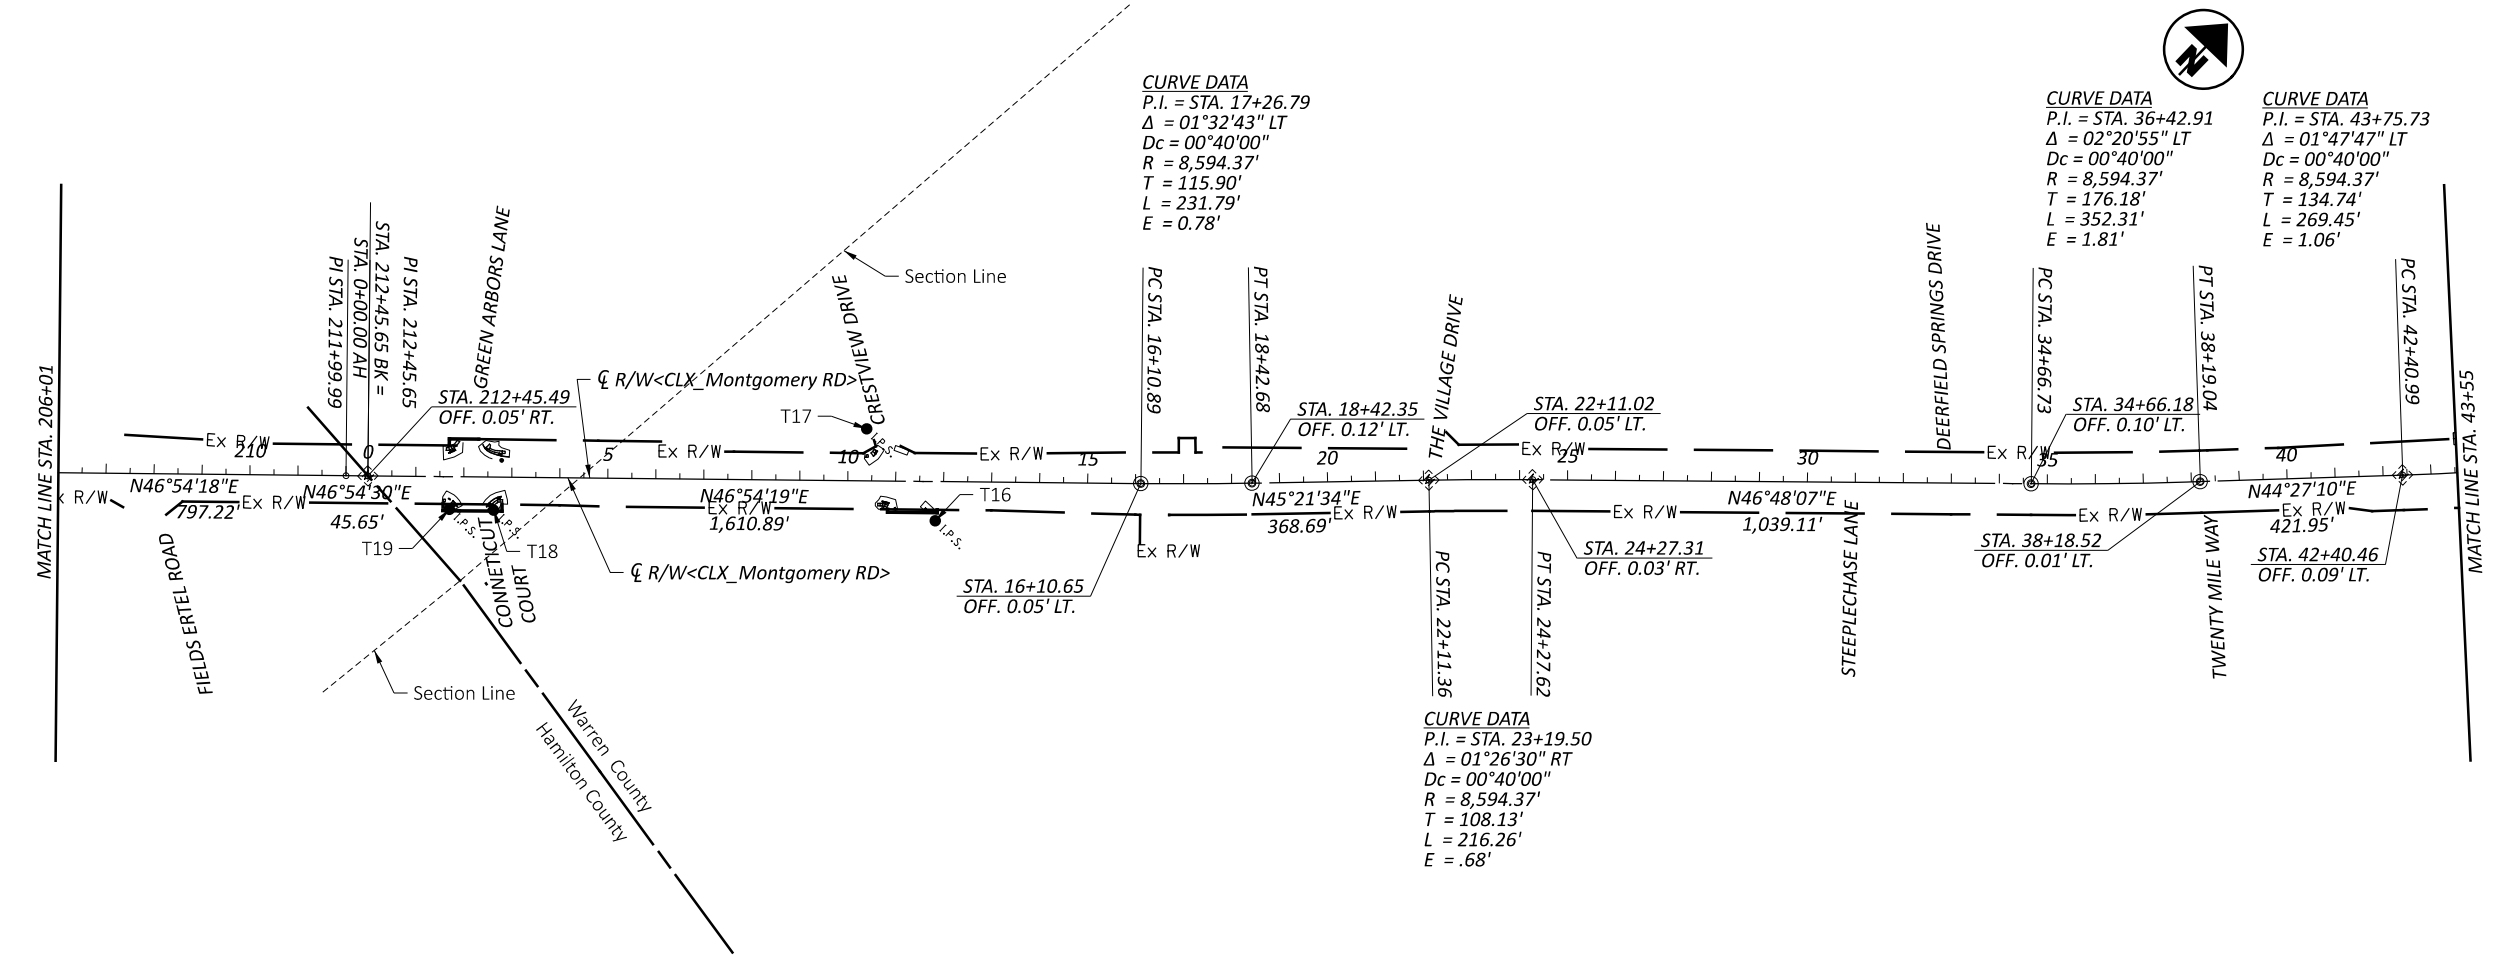 N
CURVE DATA
P.I. = STA. 17+26.79
Δ = 01°32'43" LT
Dc = 00°40'00"
R = 8,594.37'
T = 115.90'
L = 231.79'
E = 0.78'
CURVE DATA
P.I. = STA. 36+42.91
Δ = 02°20'55" LT
Dc = 00°40'00"
R = 8,594.37'
T = 176.18'
L = 352.31'
E = 1.81'
CURVE DATA
P.I. = STA. 43+75.73
Δ = 01°47'47" LT
Dc = 00°40'00"
R = 8,594.37'
T = 134.74'
L = 269.45'
E = 1.06'
MATCH LINE STA. 206+01
PI STA. 211+99.99
STA. 0+00.00 AH
STA. 212+45.65 BK =
PI STA. 212+45.65
GREEN ARBORS LANE
Section Line
CRESTVIEW DRIVE
PC STA. 16+10.89
PT STA. 18+42.68
THE VILLAGE DRIVE
DEERFIELD SPRINGS DRIVE
PC STA. 34+66.73
PT STA. 38+19.04
PC STA. 42+40.99
MATCH LINE STA. 43+55
STA. 212+45.49
OFF. 0.05' RT.
℄ R/W<CLX_Montgomery RD>
T17
I.P.S.
STA. 18+42.35
OFF. 0.12' LT.
STA. 22+11.02
OFF. 0.05' LT.
STA. 34+66.18
OFF. 0.10' LT.
Ex R/W
Ex R/W
Ex R/W
Ex R/W
Ex R/W
210
0
5
10
15
20
25
30
35
40
x R/W
N46°54'18"E
797.22'
Ex R/W
N46°54'30"E
45.65'
N46°54'19"E
Ex R/W
1,610.89'
T16
I.P.S.
Ex R/W
N45°21'34"E
368.69'
Ex R/W
Ex R/W
N46°48'07"E
1,039.11'
Ex R/W
N44°27'10"E
Ex R/W
421.95'
T19
I.P.S.
I.P.S.
T18
FIELDS ERTEL ROAD
CONNETICUT
COURT
℄ R/W<CLX_Montgomery RD>
STA. 16+10.65
OFF. 0.05' LT.
STA. 24+27.31
OFF. 0.03' RT.
STA. 38+18.52
OFF. 0.01' LT.
STA. 42+40.46
OFF. 0.09' LT.
PC STA. 22+11.36
PT STA. 24+27.62
STEEPLECHASE LANE
TWENTY MILE WAY
Section Line
Warren County
Hamilton County
CURVE DATA
P.I. = STA. 23+19.50
Δ = 01°26'30" RT
Dc = 00°40'00"
R = 8,594.37'
T = 108.13'
L = 216.26'
E = .68'